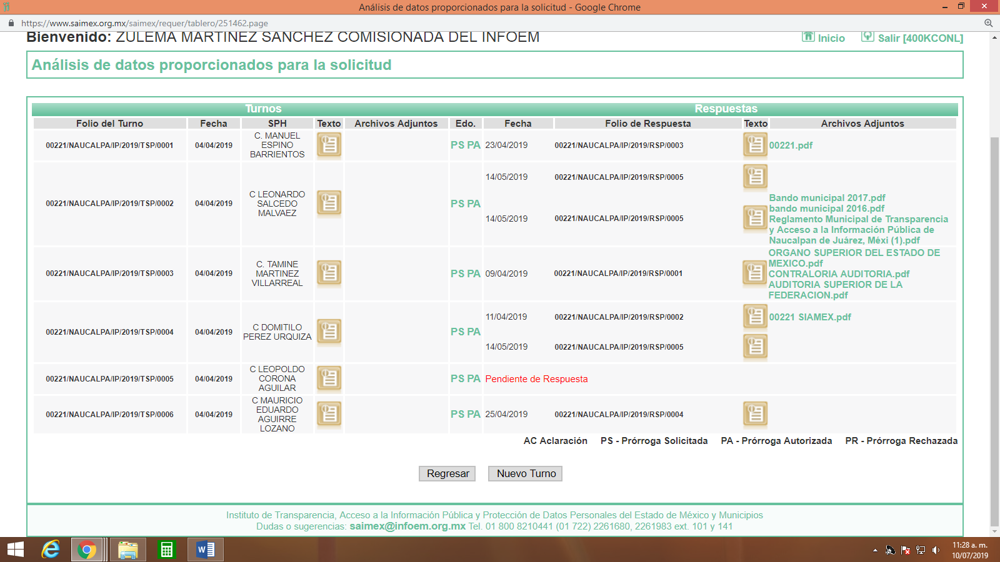 Análisis de datos proporcionados para la solicitud - Google Chrome
https://www.saimex.org.mx/saimex/requer/tablero/251462.page
Bienvenido: ZULEMA MARTINEZ SANCHEZ COMISIONADA DEL INFOEM
Inicio Salir [400KCONL]
Análisis de datos proporcionados para la solicitud
Turnos Respuestas
Folio del Turno Fecha SPH Texto Archivos Adjuntos Edo. Fecha Folio de Respuesta Texto Archivos Adjuntos
00221/NAUCALPA/IP/2019/TSP/0001 04/04/2019
C. MANUEL
ESPINO
BARRIENTOS
PS PA 23/04/2019 00221/NAUCALPA/IP/2019/RSP/0003 00221.pdf
00221/NAUCALPA/IP/2019/TSP/0002 04/04/2019
C LEONARDO
SALCEDO
MALVAEZ
PS PA
14/05/2019 00221/NAUCALPA/IP/2019/RSP/0005
14/05/2019 00221/NAUCALPA/IP/2019/RSP/0005
Bando municipal 2017.pdf
bando municipal 2016.pdf
Reglamento Municipal de Transparencia
y Acceso a la Información Pública de
Naucalpan de Juárez, Méxi (1).pdf
00221/NAUCALPA/IP/2019/TSP/0003 04/04/2019
C. TAMINE
MARTINEZ
VILLARREAL
PS PA 09/04/2019 00221/NAUCALPA/IP/2019/RSP/0001
ORGANO SUPERIOR DEL ESTADO DE
MEXICO.pdf
CONTRALORIA AUDITORIA.pdf
AUDITORIA SUPERIOR DE LA
FEDERACION.pdf
00221/NAUCALPA/IP/2019/TSP/0004 04/04/2019
C DOMITILO
PEREZ URQUIZA
PS PA
11/04/2019 00221/NAUCALPA/IP/2019/RSP/0002 00221 SIAMEX.pdf
14/05/2019 00221/NAUCALPA/IP/2019/RSP/0005
00221/NAUCALPA/IP/2019/TSP/0005 04/04/2019
C LEOPOLDO
CORONA
AGUILAR
PS PA Pendiente de Respuesta
00221/NAUCALPA/IP/2019/TSP/0006 04/04/2019
C MAURICIO
EDUARDO
AGUIRRE
LOZANO
PS PA 25/04/2019 00221/NAUCALPA/IP/2019/RSP/0004
AC Aclaración PS - Prórroga Solicitada PA - Prórroga Autorizada PR - Prórroga Rechazada
Regresar Nuevo Turno
Instituto de Transparencia, Acceso a la Información Pública y Protección de Datos Personales del Estado de México y Municipios
Dudas o sugerencias: saimex@infoem.org.mx Tel. 01 800 8210441 (01 722) 2261680, 2261983 ext. 101 y 141
11:28 a. m.
10/07/2019